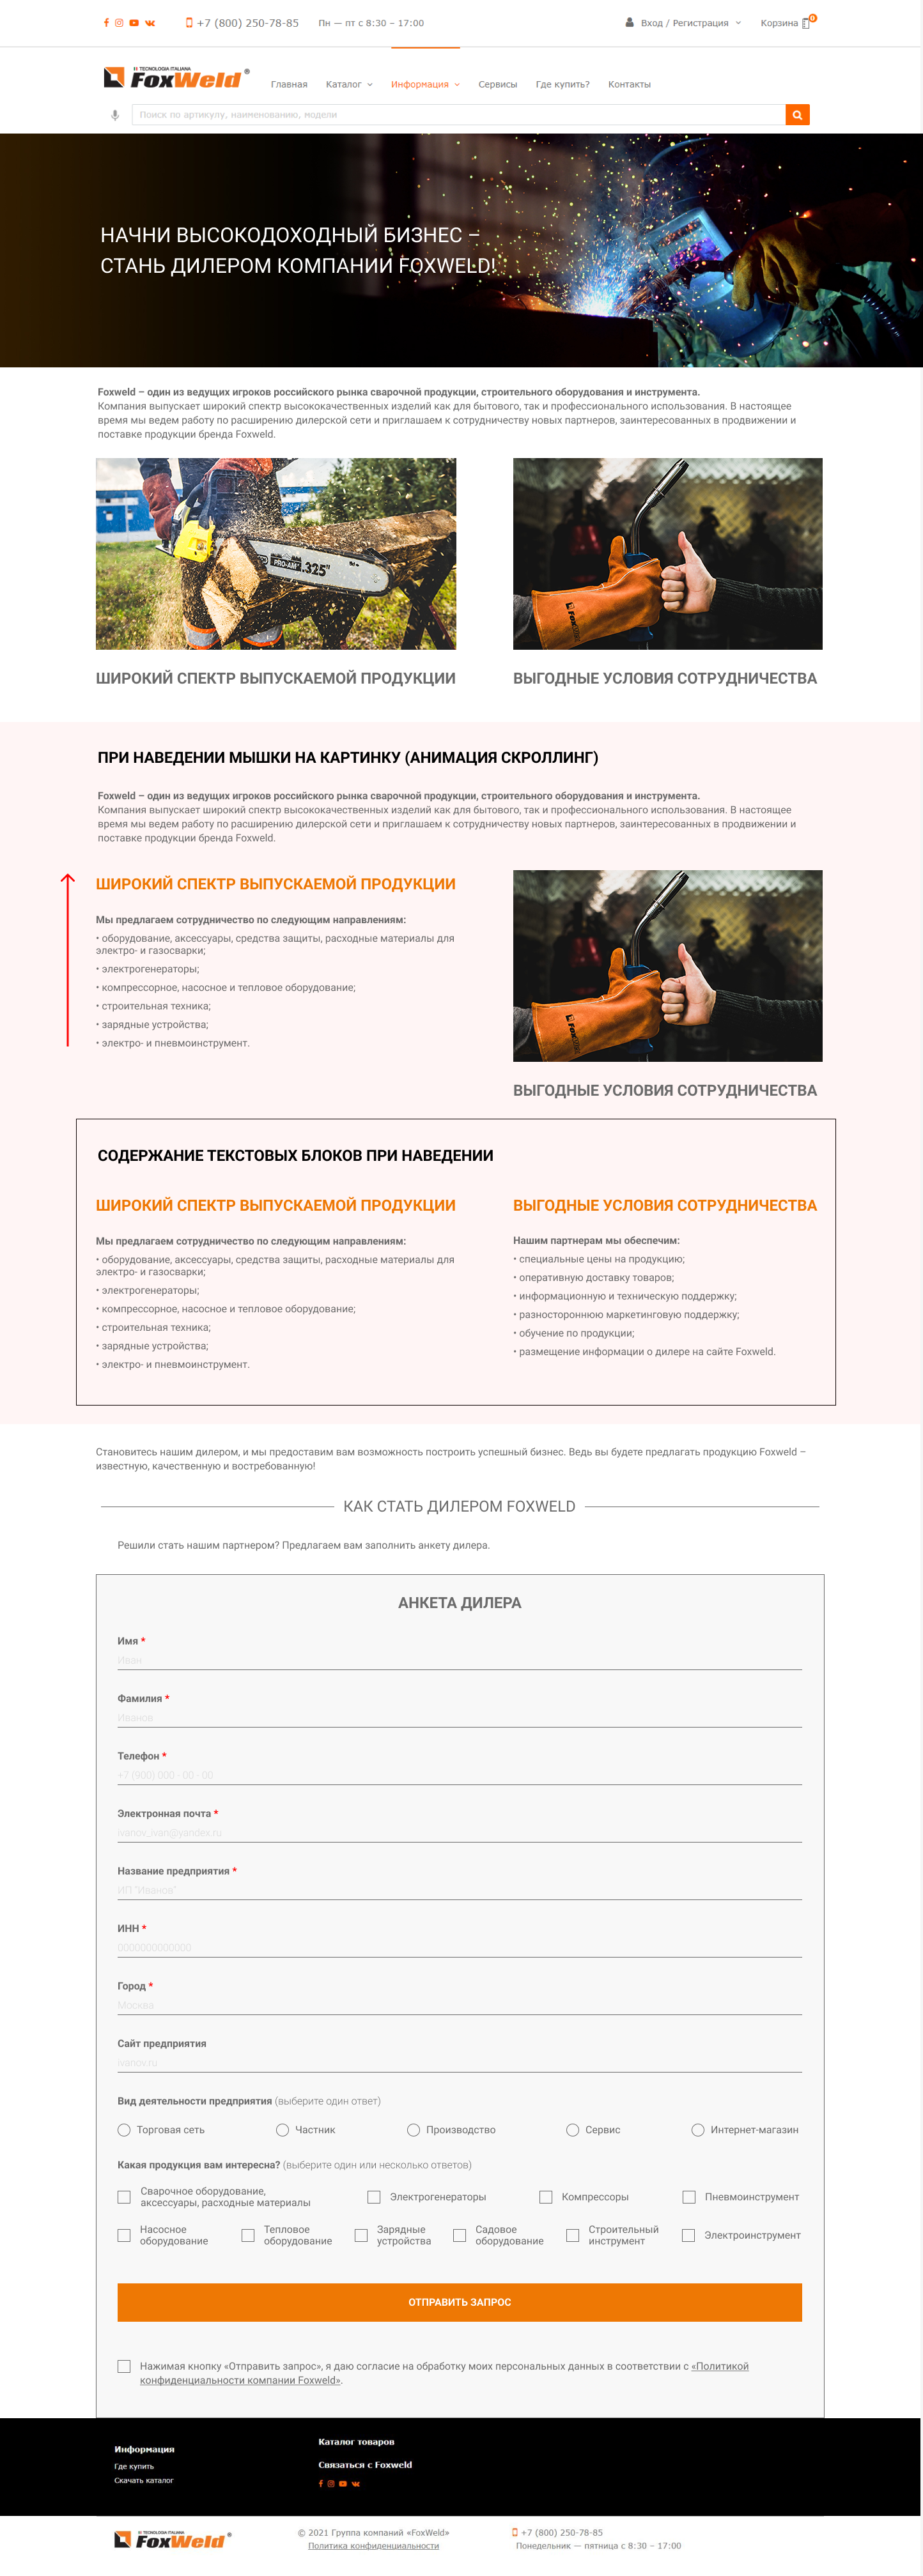 +7 (800) 250-78-85
Пн — пт с 8:30 – 17:00
Вход / Регистрация
Корзина
0
TECNOLOGIA ITALIANA
FoxWeld®
Главная
Каталог
Информация
Сервисы
Где купить?
Контакты
Поиск по артикулу, наименованию, модели
НАЧНИ ВЫСОКОДОХОДНЫЙ БИЗНЕС –
СТАНЬ ДИЛЕРОМ КОМПАНИИ FOXWELD!
Foxweld – один из ведущих игроков российского рынка сварочной продукции, строительного оборудования и инструмента.
Компания выпускает широкий спектр высококачественных изделий как для бытового, так и профессионального использования. В настоящее
время мы ведем работу по расширению дилерской сети и приглашаем к сотрудничеству новых партнеров, заинтересованных в продвижении и
поставке продукции бренда Foxweld.
PRO-AM .325"
FoxWeld
ШИРОКИЙ СПЕКТР ВЫПУСКАЕМОЙ ПРОДУКЦИИ
ВЫГОДНЫЕ УСЛОВИЯ СОТРУДНИЧЕСТВА
ПРИ НАВЕДЕНИИ МЫШКИ НА КАРТИНКУ (АНИМАЦИЯ СКРОЛЛИНГ)
Foxweld – один из ведущих игроков российского рынка сварочной продукции, строительного оборудования и инструмента.
Компания выпускает широкий спектр высококачественных изделий как для бытового, так и профессионального использования. В настоящее
время мы ведем работу по расширению дилерской сети и приглашаем к сотрудничеству новых партнеров, заинтересованных в продвижении и
поставке продукции бренда Foxweld.
ШИРОКИЙ СПЕКТР ВЫПУСКАЕМОЙ ПРОДУКЦИИ
Мы предлагаем сотрудничество по следующим направлениям:
• оборудование, аксессуары, средства защиты, расходные материалы для
электро- и газосварки;
• электрогенераторы;
• компрессорное, насосное и тепловое оборудование;
• строительная техника;
• зарядные устройства;
• электро- и пневмоинструмент.
FoxWeld
ВЫГОДНЫЕ УСЛОВИЯ СОТРУДНИЧЕСТВА
СОДЕРЖАНИЕ ТЕКСТОВЫХ БЛОКОВ ПРИ НАВЕДЕНИИ
ШИРОКИЙ СПЕКТР ВЫПУСКАЕМОЙ ПРОДУКЦИИ
Мы предлагаем сотрудничество по следующим направлениям:
• оборудование, аксессуары, средства защиты, расходные материалы для
электро- и газосварки;
• электрогенераторы;
• компрессорное, насосное и тепловое оборудование;
• строительная техника;
• зарядные устройства;
• электро- и пневмоинструмент.
ВЫГОДНЫЕ УСЛОВИЯ СОТРУДНИЧЕСТВА
Нашим партнерам мы обеспечим:
• специальные цены на продукцию;
• оперативную доставку товаров;
• информационную и техническую поддержку;
• разностороннюю маркетинговую поддержку;
• обучение по продукции;
• размещение информации о дилере на сайте Foxweld.
Становитесь нашим дилером, и мы предоставим вам возможность построить успешный бизнес. Ведь вы будете предлагать продукцию Foxweld –
известную, качественную и востребованную!
КАК СТАТЬ ДИЛЕРОМ FOXWELD
Решили стать нашим партнером? Предлагаем вам заполнить анкету дилера.
АНКЕТА ДИЛЕРА
Имя *
Иван
Фамилия *
Иванов
Телефон *
+7 (900) 000 - 00 - 00
Электронная почта *
ivanov_ivan@yandex.ru
Название предприятия *
ИП "Иванов"
ИНН *
0000000000000
Город *
Москва
Сайт предприятия
ivanov.ru
Вид деятельности предприятия (выберите один ответ)
Торговая сеть
Частник
Производство
Сервис
Интернет-магазин
Какая продукция вам интересна? (выберите один или несколько ответов)
Сварочное оборудование,
аксессуары, расходные материалы
Электрогенераторы
Компрессоры
Пневмоинструмент
Насосное
оборудование
Тепловое
оборудование
Зарядные
устройства
Садовое
оборудование
Строительный
инструмент
Электроинструмент
ОТПРАВИТЬ ЗАПРОС
Нажимая кнопку «Отправить запрос», я даю согласие на обработку моих персональных данных в соответствии с «Политикой
конфиденциальности компании Foxweld».
Информация
Где купить
Скачать каталог
Каталог товаров
Связаться с Foxweld
TECNOLOGIA ITALIANA
FoxWeld®
© 2021 Группа компаний «FoxWeld»
Политика конфиденциальности
+7 (800) 250-78-85
Понедельник — пятница с 8:30 – 17:00